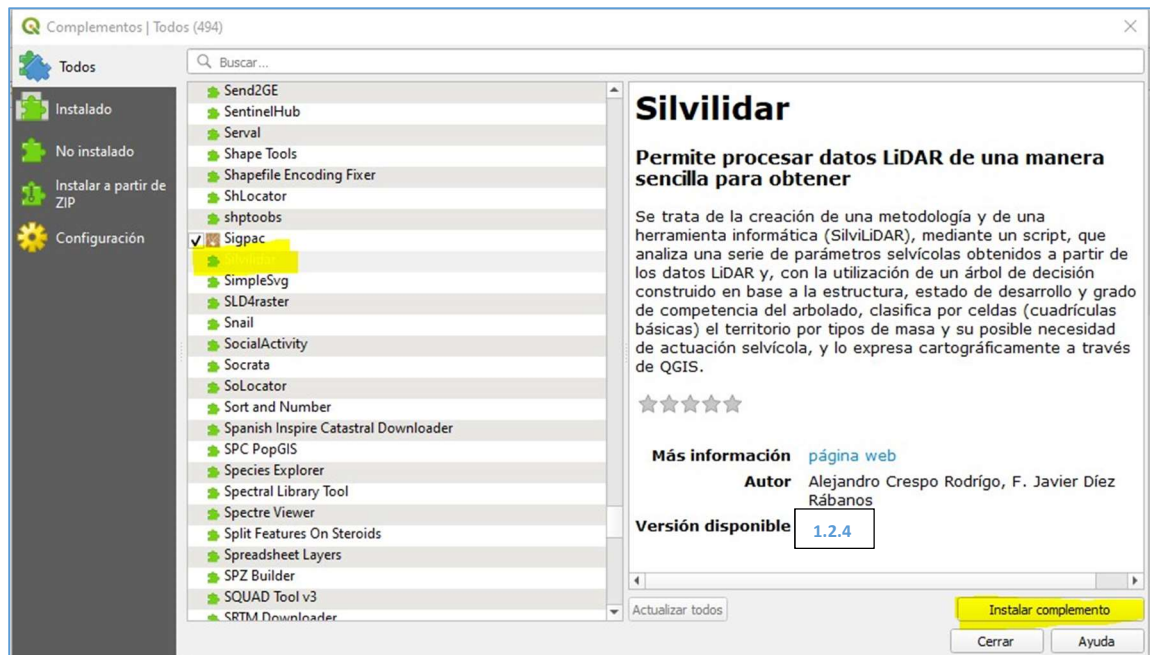 Complementos | Todos (494)
Todos
Instalado
No instalado
Instalar a partir de
ZIP
Configuración
Buscar...
Send2GE
SentinelHub
Serval
Shape Tools
Shapefile Encoding Fixer
ShLocator
shptoobs
Sigpac
Silvilidar
SimpleSvg
SLD4raster
Snail
SocialActivity
Socrata
SoLocator
Sort and Number
Spanish Inspire Catastral Downloader
SPC PopGIS
Species Explorer
Spectral Library Tool
Spectre Viewer
Split Features On Steroids
Spreadsheet Layers
SPZ Builder
SQUAD Tool v3
SRTM Downloader
Silvilidar
Permite procesar datos LiDAR de una manera
sencilla para obtener
Se trata de la creación de una metodología y de una
herramienta informática (SilviLiDAR), mediante un script, que
analiza una serie de parámetros selvícolas obtenidos a partir de
los datos LiDAR y, con la utilización de un árbol de decisión
construido en base a la estructura, estado de desarrollo y grado
de competencia del arbolado, clasifica por celdas (cuadrículas
básicas) el territorio por tipos de masa y su posible necesidad
de actuación selvícola, y lo expresa cartográficamente a través
de QGIS.
Más información página web
Autor Alejandro Crespo Rodrígo, F. Javier Díez
Rábanos
Versión disponible 1.2.4
Actualizar todos
Instalar complemento
Cerrar
Ayuda